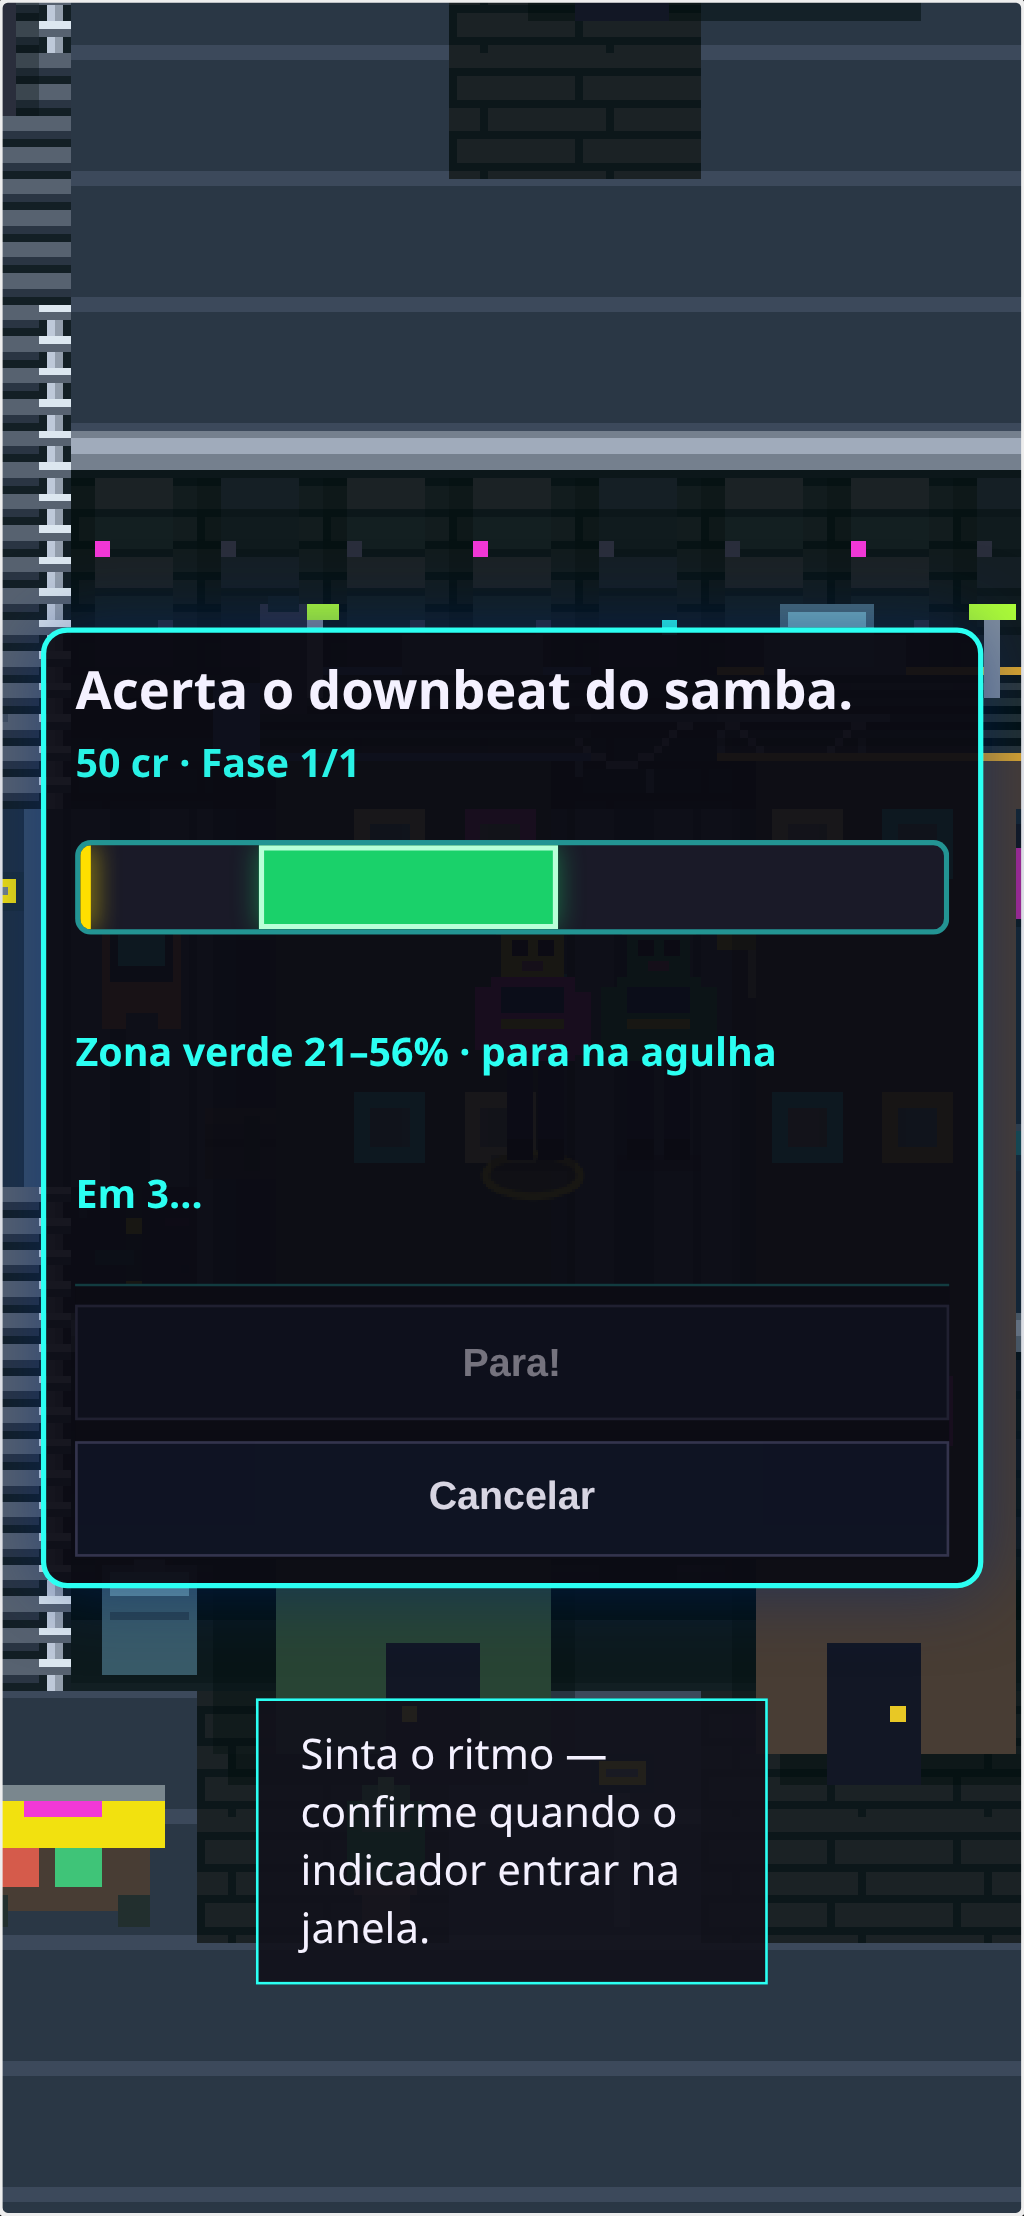 Acerta o downbeat do samba.
50 cr · Fase 1/1
Zona verde 21–56% · para na agulha
Em 3...
Para!
Cancelar
Sinta o ritmo —
confirme quando o
indicador entrar na
janela.